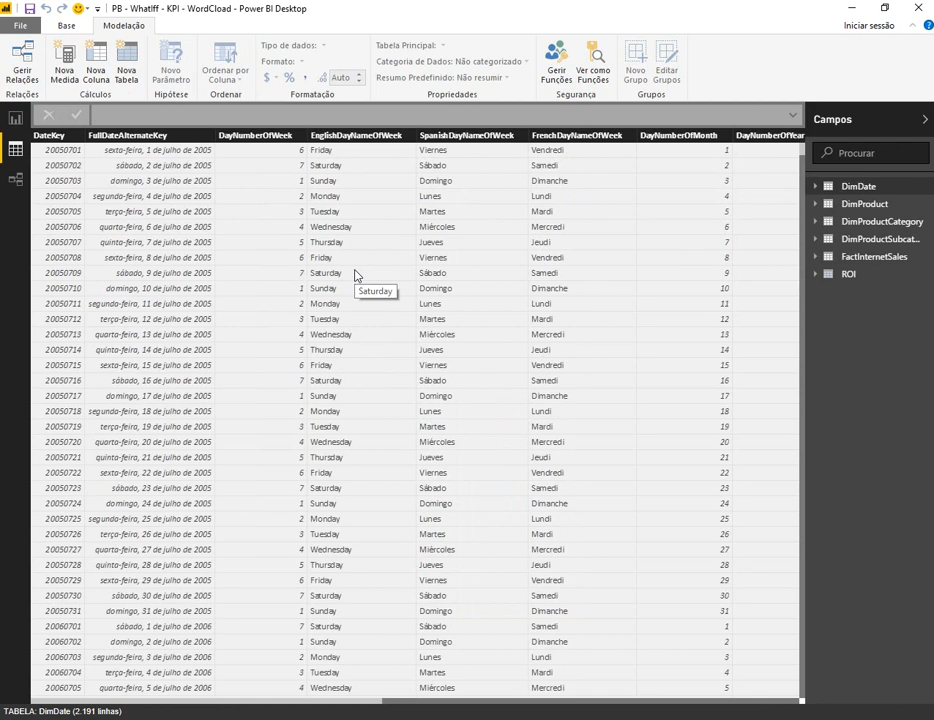 PB - WhatIff - KPI - WordCload - Power BI Desktop
File Base Modelação Iniciar sessão
Gerir Relações
Nova Medida
Nova Coluna
Nova Tabela
Novo Parâmetro
Ordenar por Coluna
Tipo de dados:
Formato:
$ % , Auto
Tabela Principal:
Categoria de Dados: Não categorizado
Resumo Predefinido: Não resumir
Gerir Funções
Ver como Funções
Novo Grupo
Editar Grupos
Relações Cálculos Hipótese Ordenar Formatação Propriedades Segurança Grupos
DateKey FullDateAlternateKey DayNumberOfWeek EnglishDayNameOfWeek SpanishDayNameOfWeek FrenchDayNameOfWeek DayNumberOfMonth DayNumberOfYear
20050701 sexta-feira, 1 de julho de 2005 6 Friday Viernes Vendredi 1
20050702 sábado, 2 de julho de 2005 7 Saturday Sábado Samedi 2
20050703 domingo, 3 de julho de 2005 1 Sunday Domingo Dimanche 3
20050704 segunda-feira, 4 de julho de 2005 2 Monday Lunes Lundi 4
20050705 terça-feira, 5 de julho de 2005 3 Tuesday Martes Mardi 5
20050706 quarta-feira, 6 de julho de 2005 4 Wednesday Miércoles Mercredi 6
20050707 quinta-feira, 7 de julho de 2005 5 Thursday Jueves Jeudi 7
20050708 sexta-feira, 8 de julho de 2005 6 Friday Viernes Vendredi 8
20050709 sábado, 9 de julho de 2005 7 Saturday Sábado Samedi 9
20050710 domingo, 10 de julho de 2005 1 Sunday Domingo Dimanche 10
Saturday
20050711 segunda-feira, 11 de julho de 2005 2 Monday Lunes Lundi 11
20050712 terça-feira, 12 de julho de 2005 3 Tuesday Martes Mardi 12
20050713 quarta-feira, 13 de julho de 2005 4 Wednesday Miércoles Mercredi 13
20050714 quinta-feira, 14 de julho de 2005 5 Thursday Jueves Jeudi 14
20050715 sexta-feira, 15 de julho de 2005 6 Friday Viernes Vendredi 15
20050716 sábado, 16 de julho de 2005 7 Saturday Sábado Samedi 16
20050717 domingo, 17 de julho de 2005 1 Sunday Domingo Dimanche 17
20050718 segunda-feira, 18 de julho de 2005 2 Monday Lunes Lundi 18
20050719 terça-feira, 19 de julho de 2005 3 Tuesday Martes Mardi 19
20050720 quarta-feira, 20 de julho de 2005 4 Wednesday Miércoles Mercredi 20
20050721 quinta-feira, 21 de julho de 2005 5 Thursday Jueves Jeudi 21
20050722 sexta-feira, 22 de julho de 2005 6 Friday Viernes Vendredi 22
20050723 sábado, 23 de julho de 2005 7 Saturday Sábado Samedi 23
20050724 domingo, 24 de julho de 2005 1 Sunday Domingo Dimanche 24
20050725 segunda-feira, 25 de julho de 2005 2 Monday Lunes Lundi 25
20050726 terça-feira, 26 de julho de 2005 3 Tuesday Martes Mardi 26
20050727 quarta-feira, 27 de julho de 2005 4 Wednesday Miércoles Mercredi 27
20050728 quinta-feira, 28 de julho de 2005 5 Thursday Jueves Jeudi 28
20050729 sexta-feira, 29 de julho de 2005 6 Friday Viernes Vendredi 29
20050730 sábado, 30 de julho de 2005 7 Saturday Sábado Samedi 30
20050731 domingo, 31 de julho de 2005 1 Sunday Domingo Dimanche 31
20060701 sábado, 1 de julho de 2006 7 Saturday Sábado Samedi 1
20060702 domingo, 2 de julho de 2006 1 Sunday Domingo Dimanche 2
20060703 segunda-feira, 3 de julho de 2006 2 Monday Lunes Lundi 3
20060704 terça-feira, 4 de julho de 2006 3 Tuesday Martes Mardi 4
20060705 quarta-feira, 5 de julho de 2006 4 Wednesday Miércoles Mercredi 5
Campos
Procurar
DimDate
DimProduct
DimProductCategory
DimProductSubcat...
FactInternetSales
ROI
TABELA: DimDate (2.191 linhas)